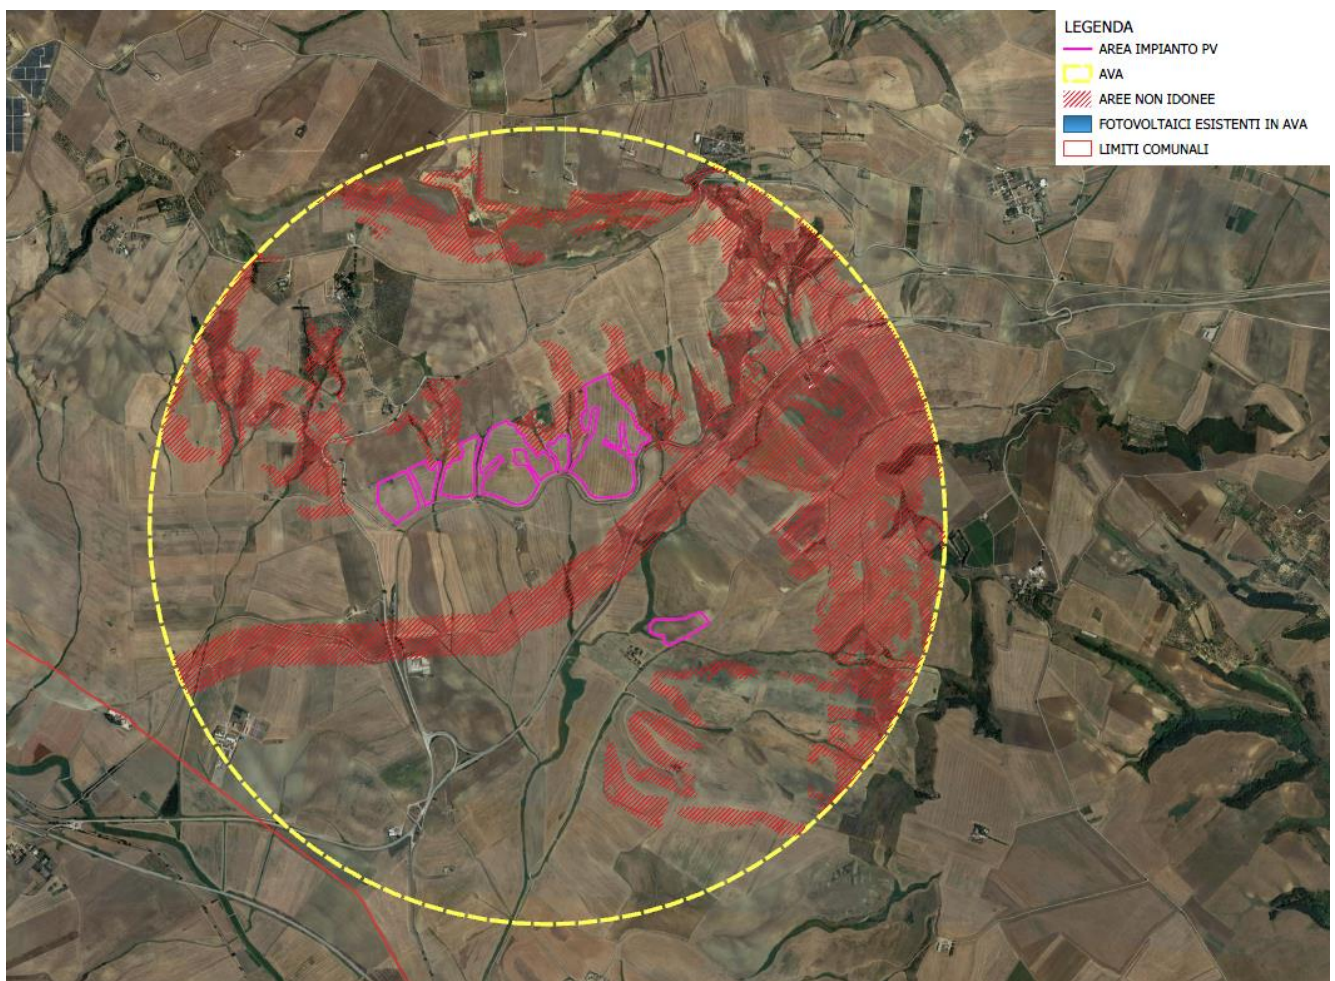 LEGENDA
AREA IMPIANTO PV
AVA
AREE NON IDONEE
FOTOVOLTAICI ESISTENTI IN AVA
LIMITI COMUNALI